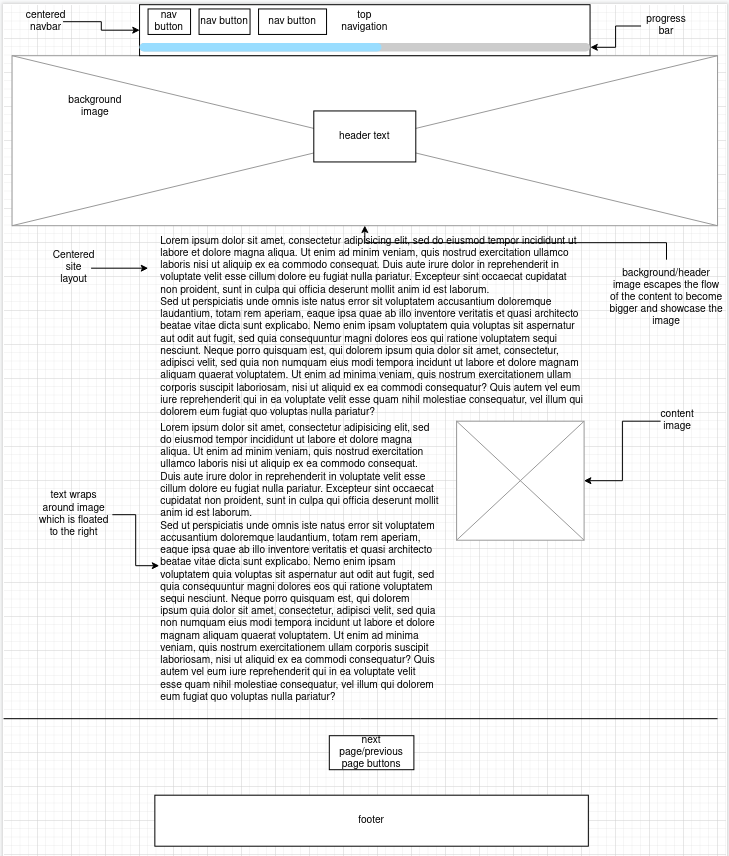 centered
navbar
nav
button
nav button
nav button
top
navigation
progress
bar
background
image
header text
Centered
site
layout
Lorem ipsum dolor sit amet, consectetur adipisicing elit, sed do eiusmod tempor incididunt ut
labore et dolore magna aliqua. Ut enim ad minim veniam, quis nostrud exercitation ullamco
laboris nisi ut aliquip ex ea commodo consequat. Duis aute irure dolor in reprehenderit in
voluptate velit esse cillum dolore eu fugiat nulla pariatur. Excepteur sint occaecat cupidatat
non proident, sunt in culpa qui officia deserunt mollit anim id est laborum.
Sed ut perspiciatis unde omnis iste natus error sit voluptatem accusantium doloremque
laudantium, totam rem aperiam, eaque ipsa quae ab illo inventore veritatis et quasi architecto
beatae vitae dicta sunt explicabo. Nemo enim ipsam voluptatem quia voluptas sit aspernatur
aut odit aut fugit, sed quia consequuntur magni dolores eos qui ratione voluptatem sequi
nesciunt. Neque porro quisquam est, qui dolorem ipsum quia dolor sit amet, consectetur,
adipisci velit, sed quia non numquam eius modi tempora incidunt ut labore et dolore magnam
aliquam quaerat voluptatem. Ut enim ad minima veniam, quis nostrum exercitationem ullam
corporis suscipit laboriosam, nisi ut aliquid ex ea commodi consequatur? Quis autem vel eum
iure reprehenderit qui in ea voluptate velit esse quam nihil molestiae consequatur, vel illum qui
dolorem eum fugiat quo voluptas nulla pariatur?
background/header
image escapes the flow
of the content to become
bigger and showcase the
image
Lorem ipsum dolor sit amet, consectetur adipisicing elit, sed
do eiusmod tempor incididunt ut labore et dolore magna
aliqua. Ut enim ad minim veniam, quis nostrud exercitation
ullamco laboris nisi ut aliquip ex ea commodo consequat.
Duis aute irure dolor in reprehenderit in voluptate velit esse
cillum dolore eu fugiat nulla pariatur. Excepteur sint occaecat
cupidatat non proident, sunt in culpa qui officia deserunt mollit
anim id est laborum.
Sed ut perspiciatis unde omnis iste natus error sit voluptatem
accusantium doloremque laudantium, totam rem aperiam,
eaque ipsa quae ab illo inventore veritatis et quasi architecto
beatae vitae dicta sunt explicabo. Nemo enim ipsam
voluptatem quia voluptas sit aspernatur aut odit aut fugit, sed
quia consequuntur magni dolores eos qui ratione voluptatem
sequi nesciunt. Neque porro quisquam est, qui dolorem
ipsum quia dolor sit amet, consectetur, adipisci velit, sed quia
non numquam eius modi tempora incidunt ut labore et dolore
magnam aliquam quaerat voluptatem. Ut enim ad minima
veniam, quis nostrum exercitationem ullam corporis suscipit
laboriosam, nisi ut aliquid ex ea commodi consequatur? Quis
autem vel eum iure reprehenderit qui in ea voluptate velit
esse quam nihil molestiae consequatur, vel illum qui dolorem
eum fugiat quo voluptas nulla pariatur?
content
image
text wraps
around image
which is floated
to the right
next
page/previous
page buttons
footer